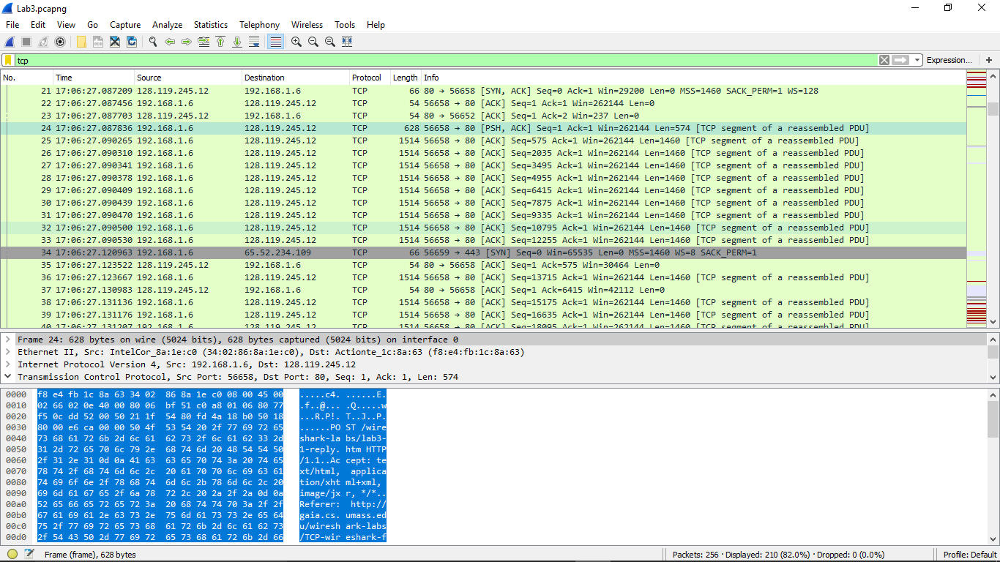 Lab3.pcapng
File Edit View Go Capture Analyze Statistics Telephony Wireless Tools Help
tcp Expression... +
No. Time Source Destination Protocol Length Info
21 17:06:27.087209 128.119.245.12 192.168.1.6 TCP 66 80 → 56658 [SYN, ACK] Seq=0 Ack=1 Win=29200 Len=0 MSS=1460 SACK_PERM=1 WS=128
22 17:06:27.087456 192.168.1.6 128.119.245.12 TCP 54 56658 → 80 [ACK] Seq=1 Ack=1 Win=262144 Len=0
23 17:06:27.087703 128.119.245.12 192.168.1.6 TCP 54 80 → 56652 [ACK] Seq=1 Ack=2 Win=237 Len=0
24 17:06:27.087836 192.168.1.6 128.119.245.12 TCP 628 56658 → 80 [PSH, ACK] Seq=1 Ack=1 Win=262144 Len=574 [TCP segment of a reassembled PDU]
25 17:06:27.090265 192.168.1.6 128.119.245.12 TCP 1514 56658 → 80 [ACK] Seq=575 Ack=1 Win=262144 Len=1460 [TCP segment of a reassembled PDU]
26 17:06:27.090310 192.168.1.6 128.119.245.12 TCP 1514 56658 → 80 [ACK] Seq=2035 Ack=1 Win=262144 Len=1460 [TCP segment of a reassembled PDU]
27 17:06:27.090341 192.168.1.6 128.119.245.12 TCP 1514 56658 → 80 [ACK] Seq=3495 Ack=1 Win=262144 Len=1460 [TCP segment of a reassembled PDU]
28 17:06:27.090378 192.168.1.6 128.119.245.12 TCP 1514 56658 → 80 [ACK] Seq=4955 Ack=1 Win=262144 Len=1460 [TCP segment of a reassembled PDU]
29 17:06:27.090409 192.168.1.6 128.119.245.12 TCP 1514 56658 → 80 [ACK] Seq=6415 Ack=1 Win=262144 Len=1460 [TCP segment of a reassembled PDU]
30 17:06:27.090439 192.168.1.6 128.119.245.12 TCP 1514 56658 → 80 [ACK] Seq=7875 Ack=1 Win=262144 Len=1460 [TCP segment of a reassembled PDU]
31 17:06:27.090470 192.168.1.6 128.119.245.12 TCP 1514 56658 → 80 [ACK] Seq=9335 Ack=1 Win=262144 Len=1460 [TCP segment of a reassembled PDU]
32 17:06:27.090500 192.168.1.6 128.119.245.12 TCP 1514 56658 → 80 [ACK] Seq=10795 Ack=1 Win=262144 Len=1460 [TCP segment of a reassembled PDU]
33 17:06:27.090530 192.168.1.6 128.119.245.12 TCP 1514 56658 → 80 [ACK] Seq=12255 Ack=1 Win=262144 Len=1460 [TCP segment of a reassembled PDU]
34 17:06:27.120963 192.168.1.6 65.52.234.109 TCP 66 56659 → 443 [SYN] Seq=0 Win=65535 Len=0 MSS=1460 WS=8 SACK_PERM=1
35 17:06:27.123522 128.119.245.12 192.168.1.6 TCP 54 80 → 56658 [ACK] Seq=1 Ack=575 Win=30464 Len=0
36 17:06:27.123667 192.168.1.6 128.119.245.12 TCP 1514 56658 → 80 [ACK] Seq=13715 Ack=1 Win=262144 Len=1460 [TCP segment of a reassembled PDU]
37 17:06:27.130983 128.119.245.12 192.168.1.6 TCP 54 80 → 56658 [ACK] Seq=1 Ack=6415 Win=42112 Len=0
38 17:06:27.131136 192.168.1.6 128.119.245.12 TCP 1514 56658 → 80 [ACK] Seq=15175 Ack=1 Win=262144 Len=1460 [TCP segment of a reassembled PDU]
39 17:06:27.131176 192.168.1.6 128.119.245.12 TCP 1514 56658 → 80 [ACK] Seq=16635 Ack=1 Win=262144 Len=1460 [TCP segment of a reassembled PDU]
40 17:06:27.131207 192.168.1.6 128.119.245.12 TCP 1514 56658 → 80 [ACK] Seq=18095 Ack=1 Win=262144 Len=1460 [TCP segment of a reassembled PDU]
Frame 24: 628 bytes on wire (5024 bits), 628 bytes captured (5024 bits) on interface 0
Ethernet II, Src: IntelCor_8a:1e:c0 (34:02:86:8a:1e:c0), Dst: Actionte_1c:8a:63 (f8:e4:fb:1c:8a:63)
Internet Protocol Version 4, Src: 192.168.1.6, Dst: 128.119.245.12
Transmission Control Protocol, Src Port: 56658, Dst Port: 80, Seq: 1, Ack: 1, Len: 574
0000 f8 e4 fb 1c 8a 63 34 02 86 8a 1e c0 08 00 45 00 .....c4. ......E.
0010 02 66 02 0e 40 00 80 06 bf 51 c0 a8 01 06 80 77 .f..@... .Q.....w
0020 f5 0c dd 52 00 50 21 1f 54 80 fd 4a 18 b0 50 18 ...R.P!. T..J..P.
0030 80 00 e6 ca 00 00 50 4f 53 54 20 2f 77 69 72 65 ......PO ST /wire
0040 73 68 61 72 6b 2d 6c 61 62 73 2f 6c 61 62 33 2d shark-la bs/lab3-
0050 31 2d 72 65 70 6c 79 2e 68 74 6d 20 48 54 54 50 1-reply. htm HTTP
0060 2f 31 2e 31 0d 0a 41 63 63 65 70 74 3a 20 74 65 /1.1..Ac cept: te
0070 78 74 2f 68 74 6d 6c 2c 20 61 70 70 6c 69 63 61 xt/html, applica
0080 74 69 6f 6e 2f 78 68 74 6d 6c 2b 78 6d 6c 2c 20 tion/xht ml+xml,
0090 69 6d 61 67 65 2f 6a 78 72 2c 20 2a 2f 2a 0d 0a image/jx r, */*..
00a0 52 65 66 65 72 65 72 3a 20 68 74 74 70 3a 2f 2f Referer: http://
00b0 67 61 69 61 2e 63 73 2e 75 6d 61 73 73 2e 65 64 gaia.cs. umass.ed
00c0 75 2f 77 69 72 65 73 68 61 72 6b 2d 6c 61 62 73 u/wiresh ark-labs
00d0 2f 54 43 50 2d 77 69 72 65 73 68 61 72 6b 2d 66 /TCP-wir eshark-f
Frame (frame), 628 bytes Packets: 256 · Displayed: 210 (82.0%) · Dropped: 0 (0.0%) Profile: Default